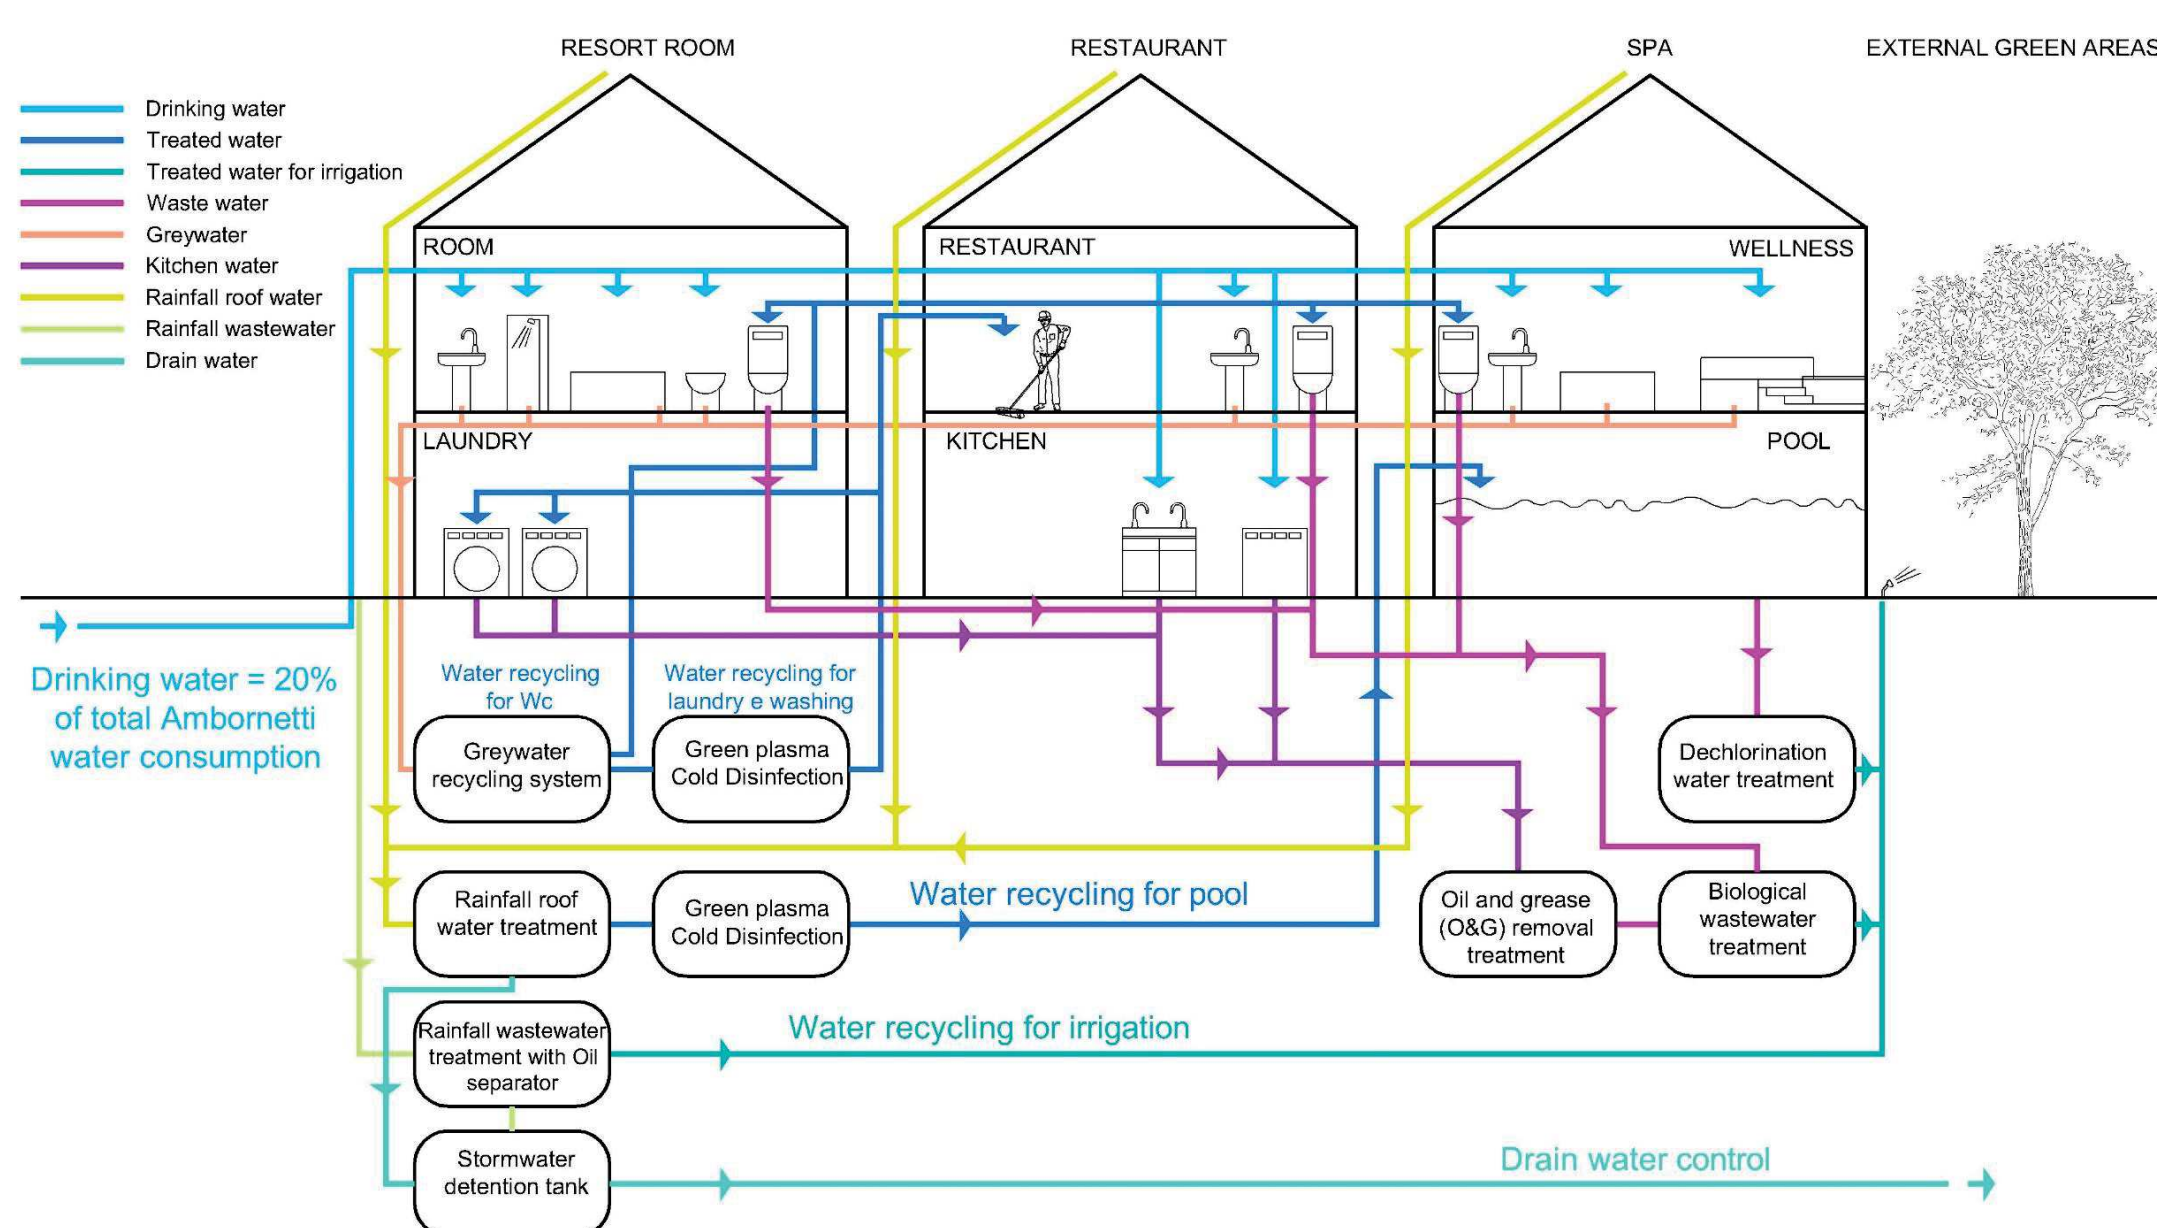 RESORT ROOM
RESTAURANT
SPA
EXTERNAL GREEN AREAS
Drinking water
Treated water
Treated water for irrigation
Waste water
Greywater
Kitchen water
Rainfall roof water
Rainfall wastewater
Drain water
ROOM
RESTAURANT
WELLNESS
LAUNDRY
KITCHEN
POOL
Drinking water = 20%
of total Ambornetti
water consumption
Water recycling
for Wc
Water recycling for
laundry e washing
Greywater
recycling system
Green plasma
Cold Disinfection
Dechlorination
water treatment
Rainfall roof
water treatment
Green plasma
Cold Disinfection
Water recycling for pool
Oil and grease
(O&G) removal
treatment
Biological
wastewater
treatment
Rainfall wastewater
treatment with Oil
separator
Water recycling for irrigation
Stormwater
detention tank
Drain water control